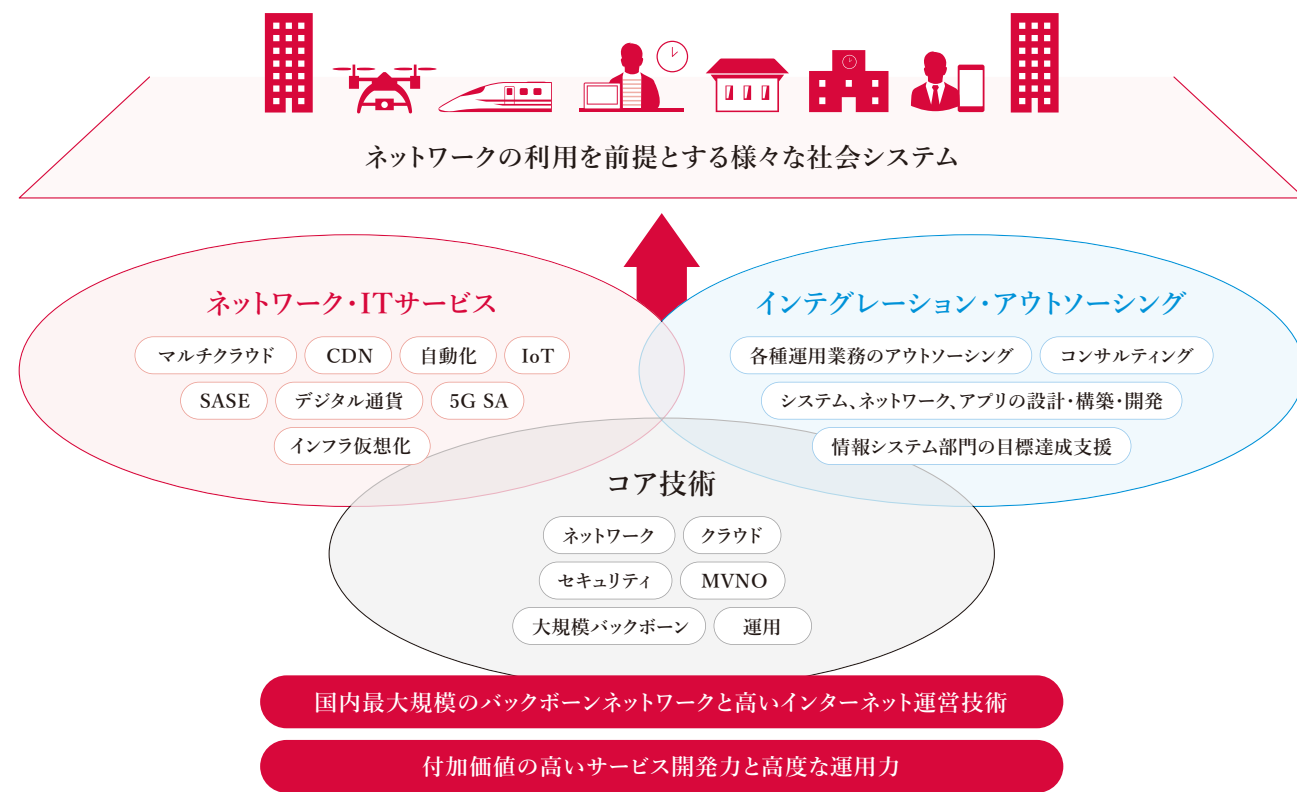 ネットワークの利用を前提とする様々な社会システム
ネットワーク・ITサービス
マルチクラウド
CDN
自動化
IoT
SASE
デジタル通貨
5G SA
インフラ仮想化
インテグレーション・アウトソーシング
各種運用業務のアウトソーシング
コンサルティング
システム、ネットワーク、アプリの設計・構築・開発
情報システム部門の目標達成支援
コア技術
ネットワーク
クラウド
セキュリティ
MVNO
大規模バックボーン
運用
国内最大規模のバックボーンネットワークと高いインターネット運営技術
付加価値の高いサービス開発力と高度な運用力